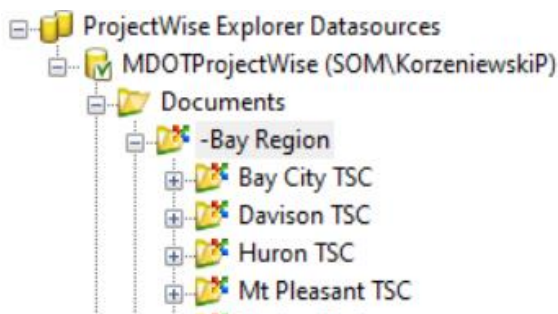 ProjectWise Explorer Datasources
MDOTProjectWise (SOM\KorzeniewskiP)
Documents
-Bay Region
Bay City TSC
Davison TSC
Huron TSC
Mt Pleasant TSC